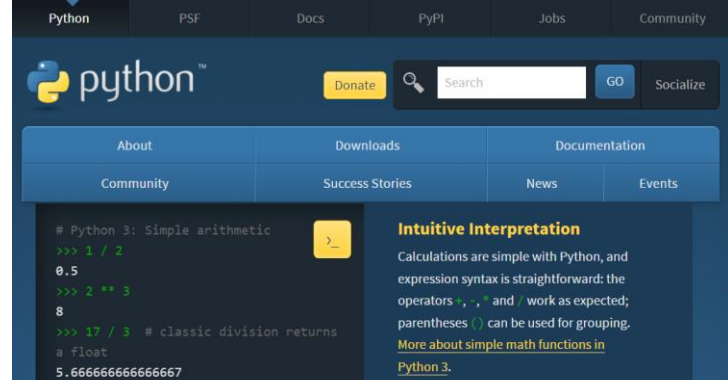 Python PSF Docs PyPI Jobs Community
python™ Donate Search GO Socialize
About Downloads Documentation
Community Success Stories News Events
# Python 3: Simple arithmetic
>>> 1 / 2
0.5
>>> 2 ** 3
8
>>> 17 / 3 # classic division returns
a float
5.666666666666667
>_
Intuitive Interpretation
Calculations are simple with Python, and
expression syntax is straightforward: the
operators +, -, * and / work as expected;
parentheses () can be used for grouping.
More about simple math functions in
Python 3.